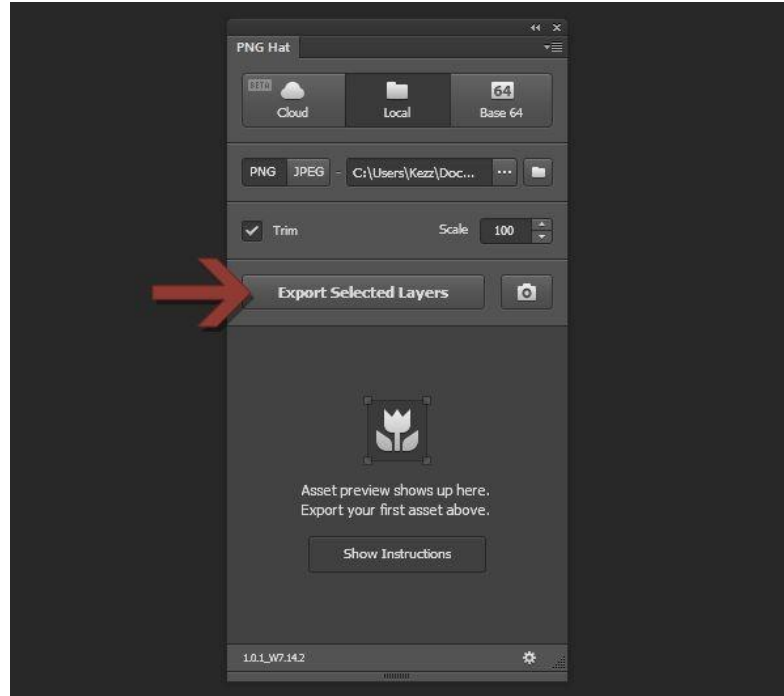 PNG Hat
BETA
Cloud
Local
64
Base 64
PNG JPEG - C:\Users\Kezz\Doc... ...
Trim
Scale 100
Export Selected Layers
Asset preview shows up here.
Export your first asset above.
Show Instructions
1.0.1_W7.14.2